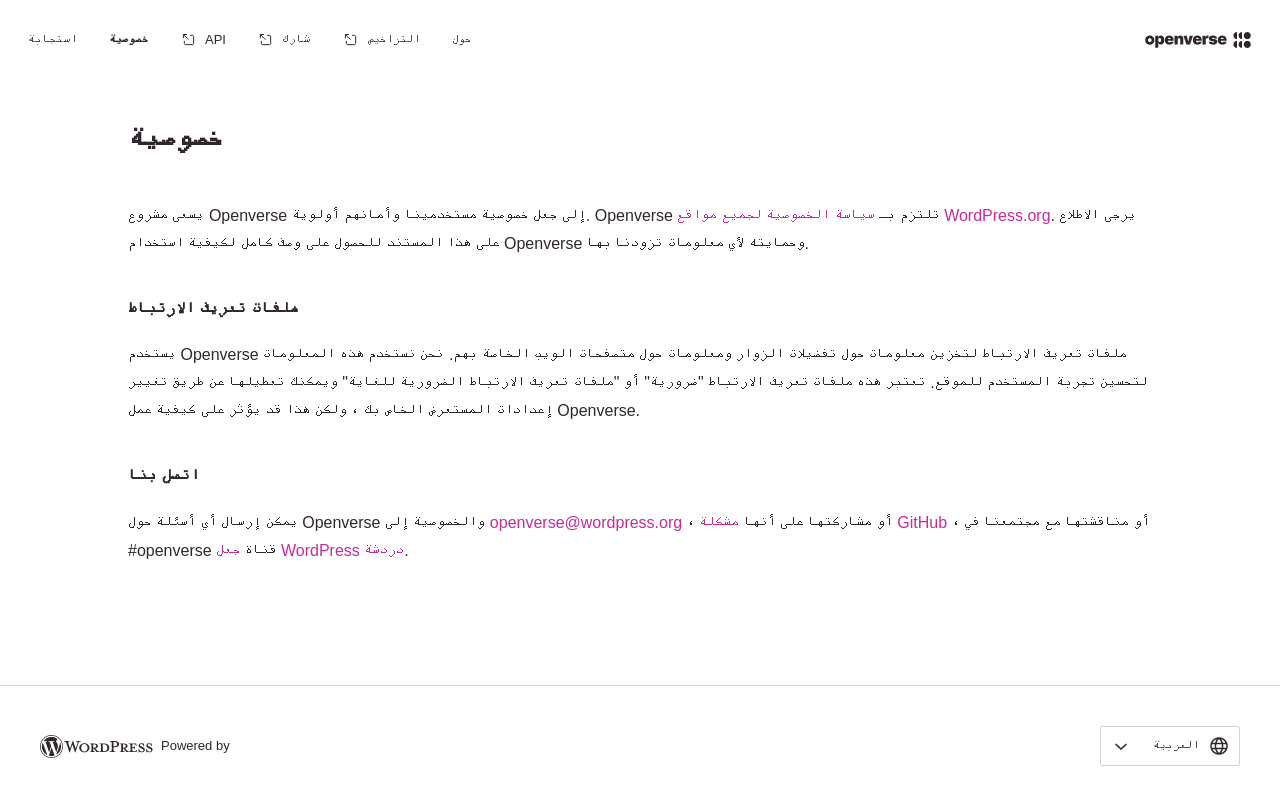 openverse
حول
التراخيص
شارك
API
خصوصية
استجابة
خصوصية
يسعى مشروع Openverse إلى جعل خصوصية مستخدمينا وأمانهم أولوية. Openverse تلتزم بـ سياسة الخصوصية لجميع مواقع WordPress.org. يرجى الاطلاع
على هذا المستند للحصول على وصف كامل لكيفية استخدام Openverse وحمايته لأي معلومات تزودنا بها.
ملفات تعريف الارتباط
يستخدم Openverse ملفات تعريف الارتباط لتخزين معلومات حول تفضيلات الزوار ومعلومات حول متصفحات الويب الخاصة بهم. نحن نستخدم هذه المعلومات
لتحسين تجربة المستخدم للموقع. تعتبر هذه ملفات تعريف الارتباط "ضرورية" أو "ملفات تعريف الارتباط الضرورية للغاية" ويمكنك تعطيلها عن طريق تغيير
إعدادات المستعرض الخاص بك ، ولكن هذا قد يؤثر على كيفية عمل Openverse.
اتصل بنا
يمكن إرسال أي أسئلة حول Openverse والخصوصية إلى openverse@wordpress.org ، أو مشاركتها على أنها مشكلة GitHub ، أو مناقشتها مع مجتمعنا في
#openverse قناة جعل WordPress دردشة.
العربية
Powered by WORDPRESS